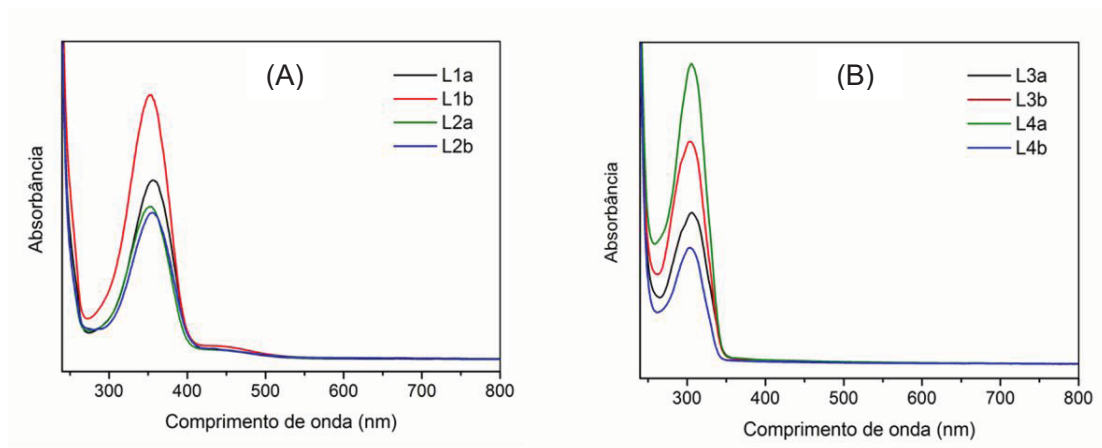 (A)
L1a
L1b
L2a
L2b
Absorbância
300 400 500 600 700 800
Comprimento de onda (nm)
(B)
L3a
L3b
L4a
L4b
Absorbância
300 400 500 600 700 800
Comprimento de onda (nm)